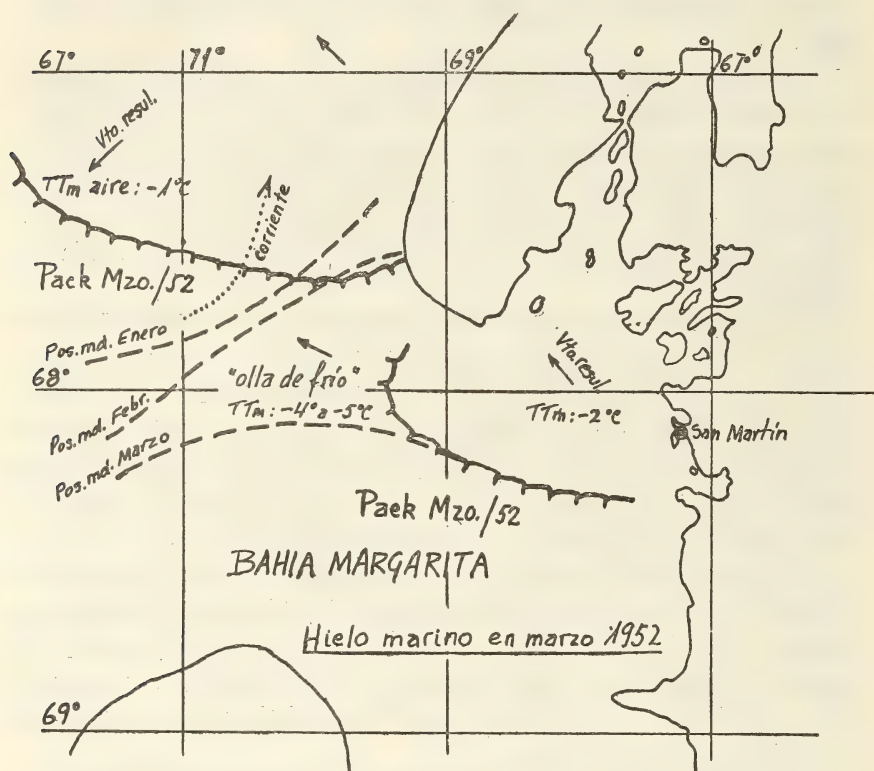 67° 71° 69° 67°
Vto. resul.
TTm aire: -1°C
corriente
Pack Mzo./52
Pos. md. Enero
Vto. resul.
68° "olla de frío"
TTm: -4° a -5°C
TTm: -2°C
Pos. md. Febr.
San Martín
Pos. md. Marzo
Pack Mzo./52
BAHIA MARGARITA
Hielo marino en marzo 1952
69°